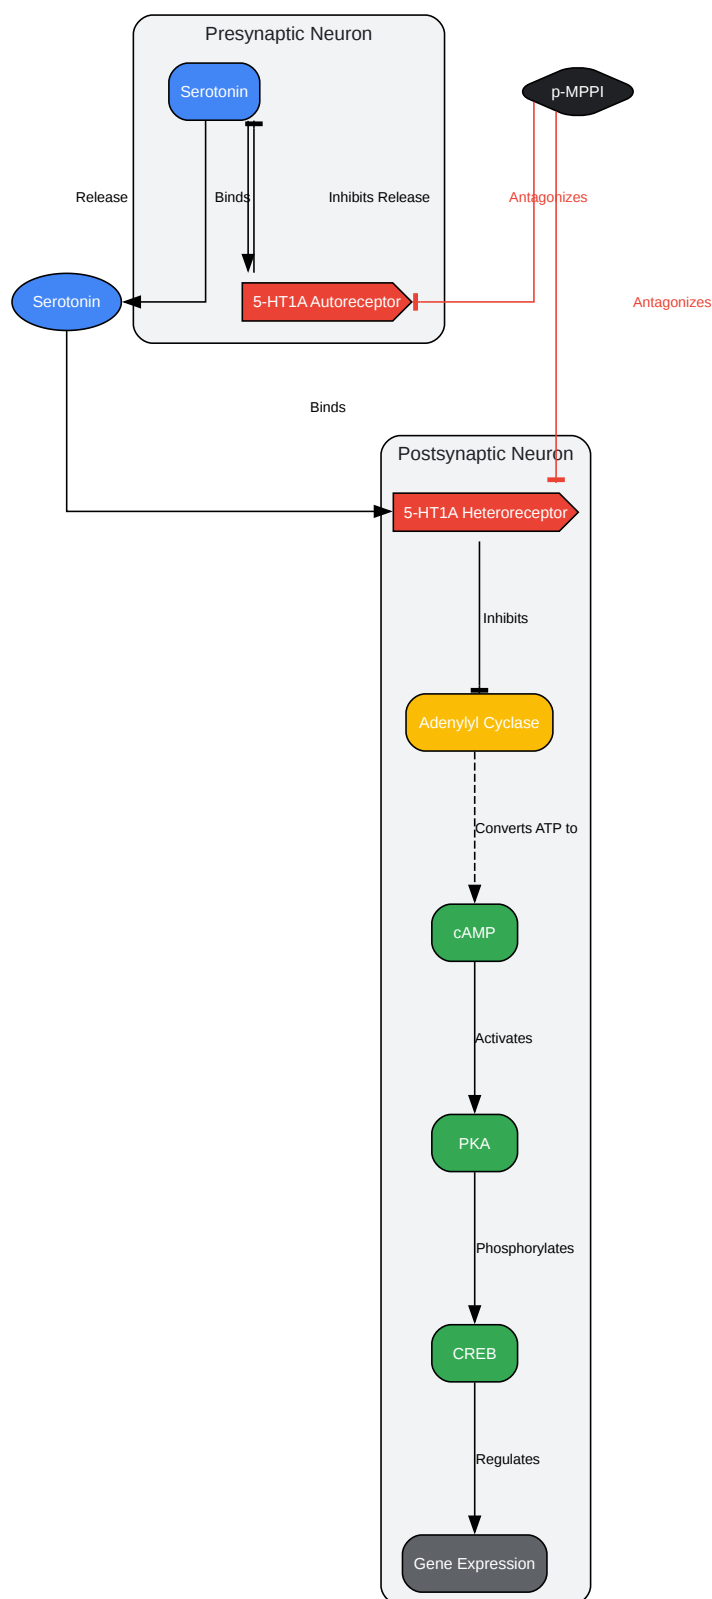 Presynaptic Neuron
Serotonin
p-MPPI
Release
Binds
Inhibits Release
Antagonizes
Serotonin
5-HT1A Autoreceptor
Antagonizes
Binds
Postsynaptic Neuron
5-HT1A Heteroreceptor
Inhibits
Adenylyl Cyclase
Converts ATP to
cAMP
Activates
PKA
Phosphorylates
CREB
Regulates
Gene Expression